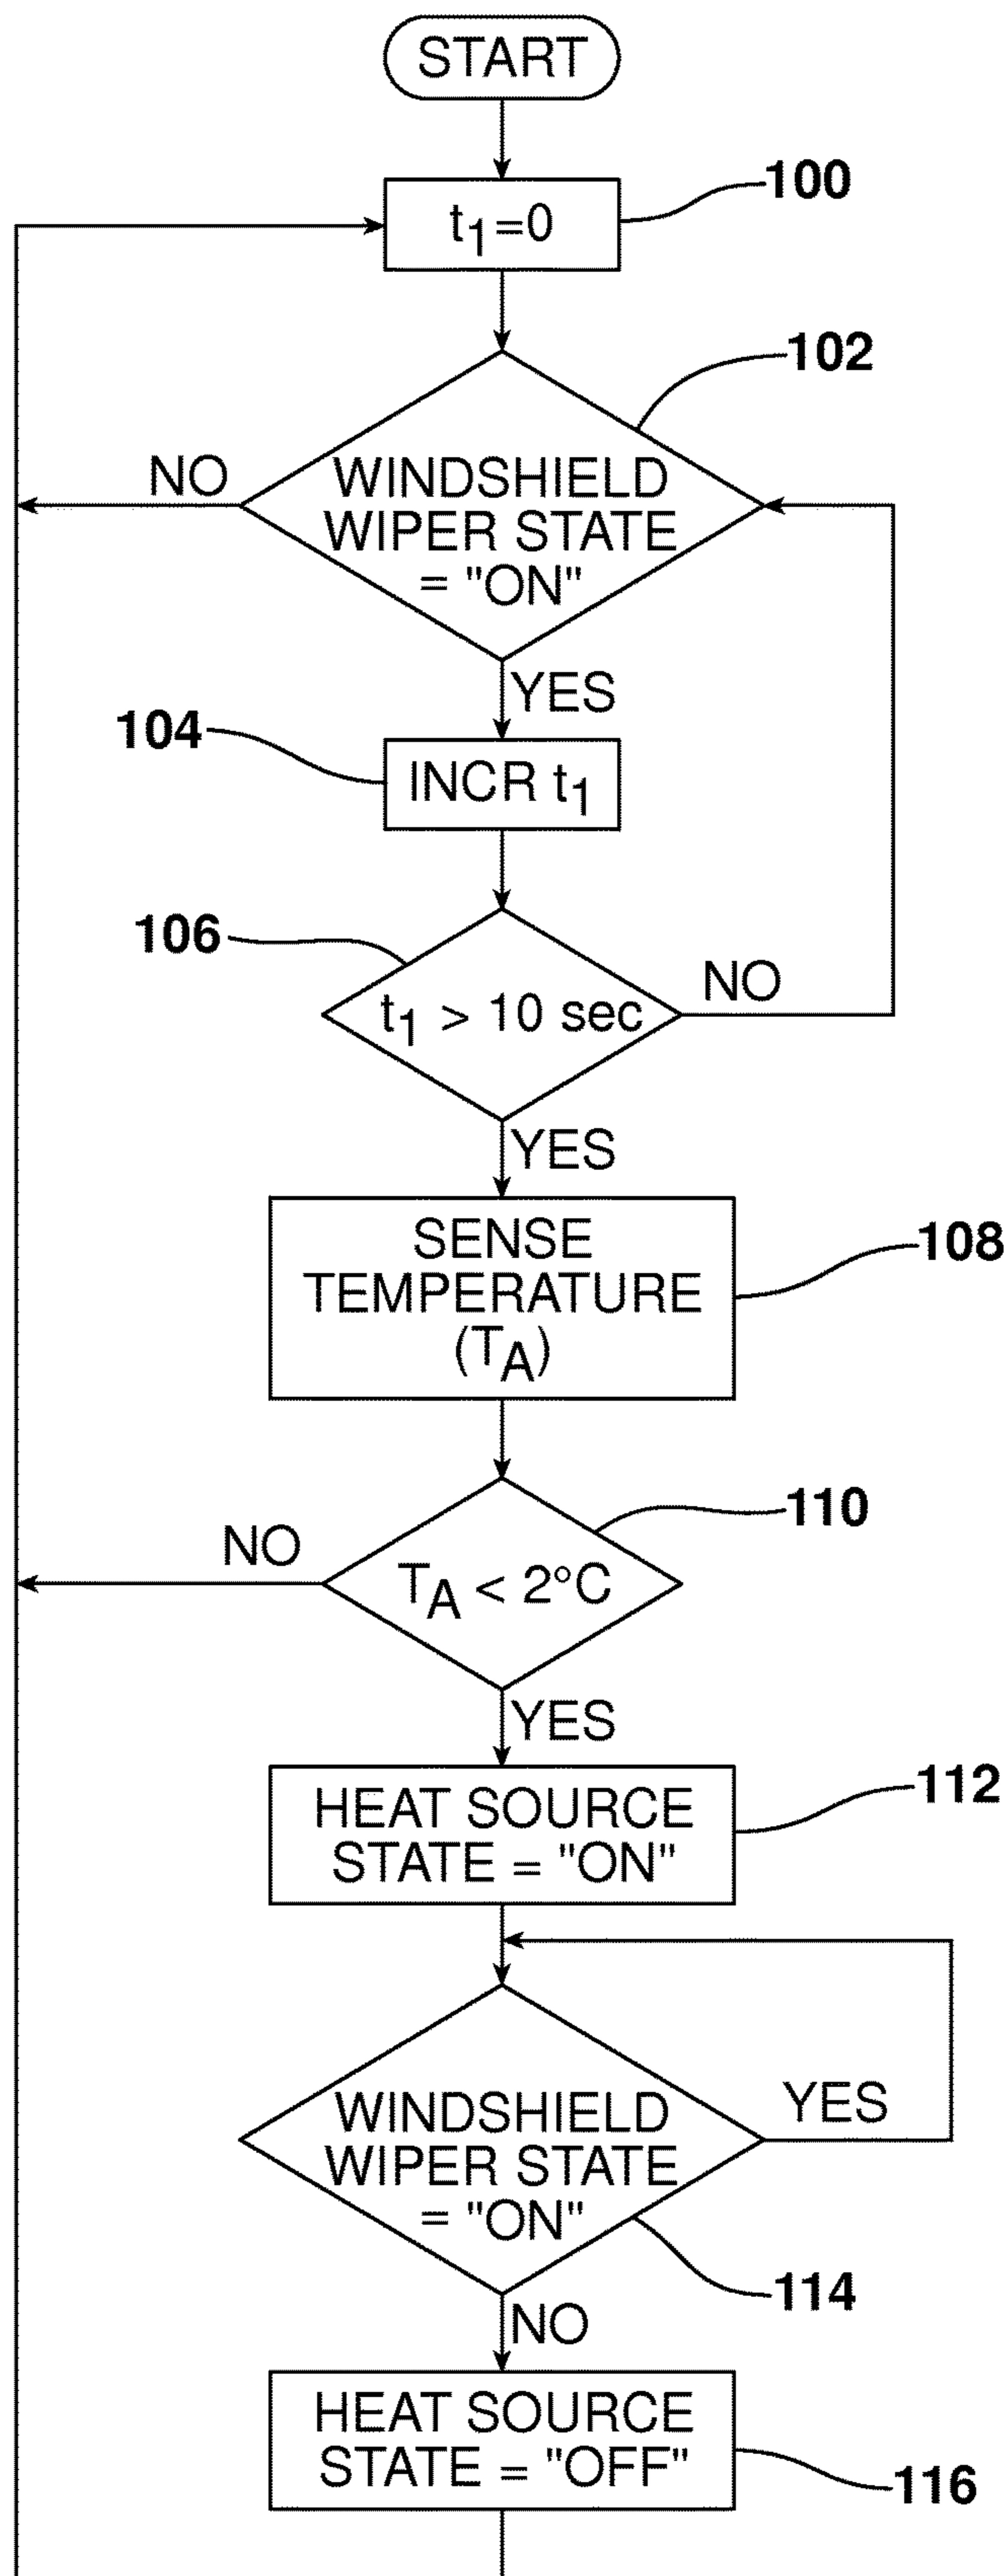 START
100
t1=0
102
NO
WINDSHIELD
WIPER STATE
= "ON"
YES
104
INCR t1
106
t1 > 10 sec
NO
YES
SENSE
TEMPERATURE
(TA)
108
110
NO
TA < 2°C
YES
HEAT SOURCE
STATE = "ON"
112
WINDSHIELD
WIPER STATE
= "ON"
YES
114
NO
HEAT SOURCE
STATE = "OFF"
116